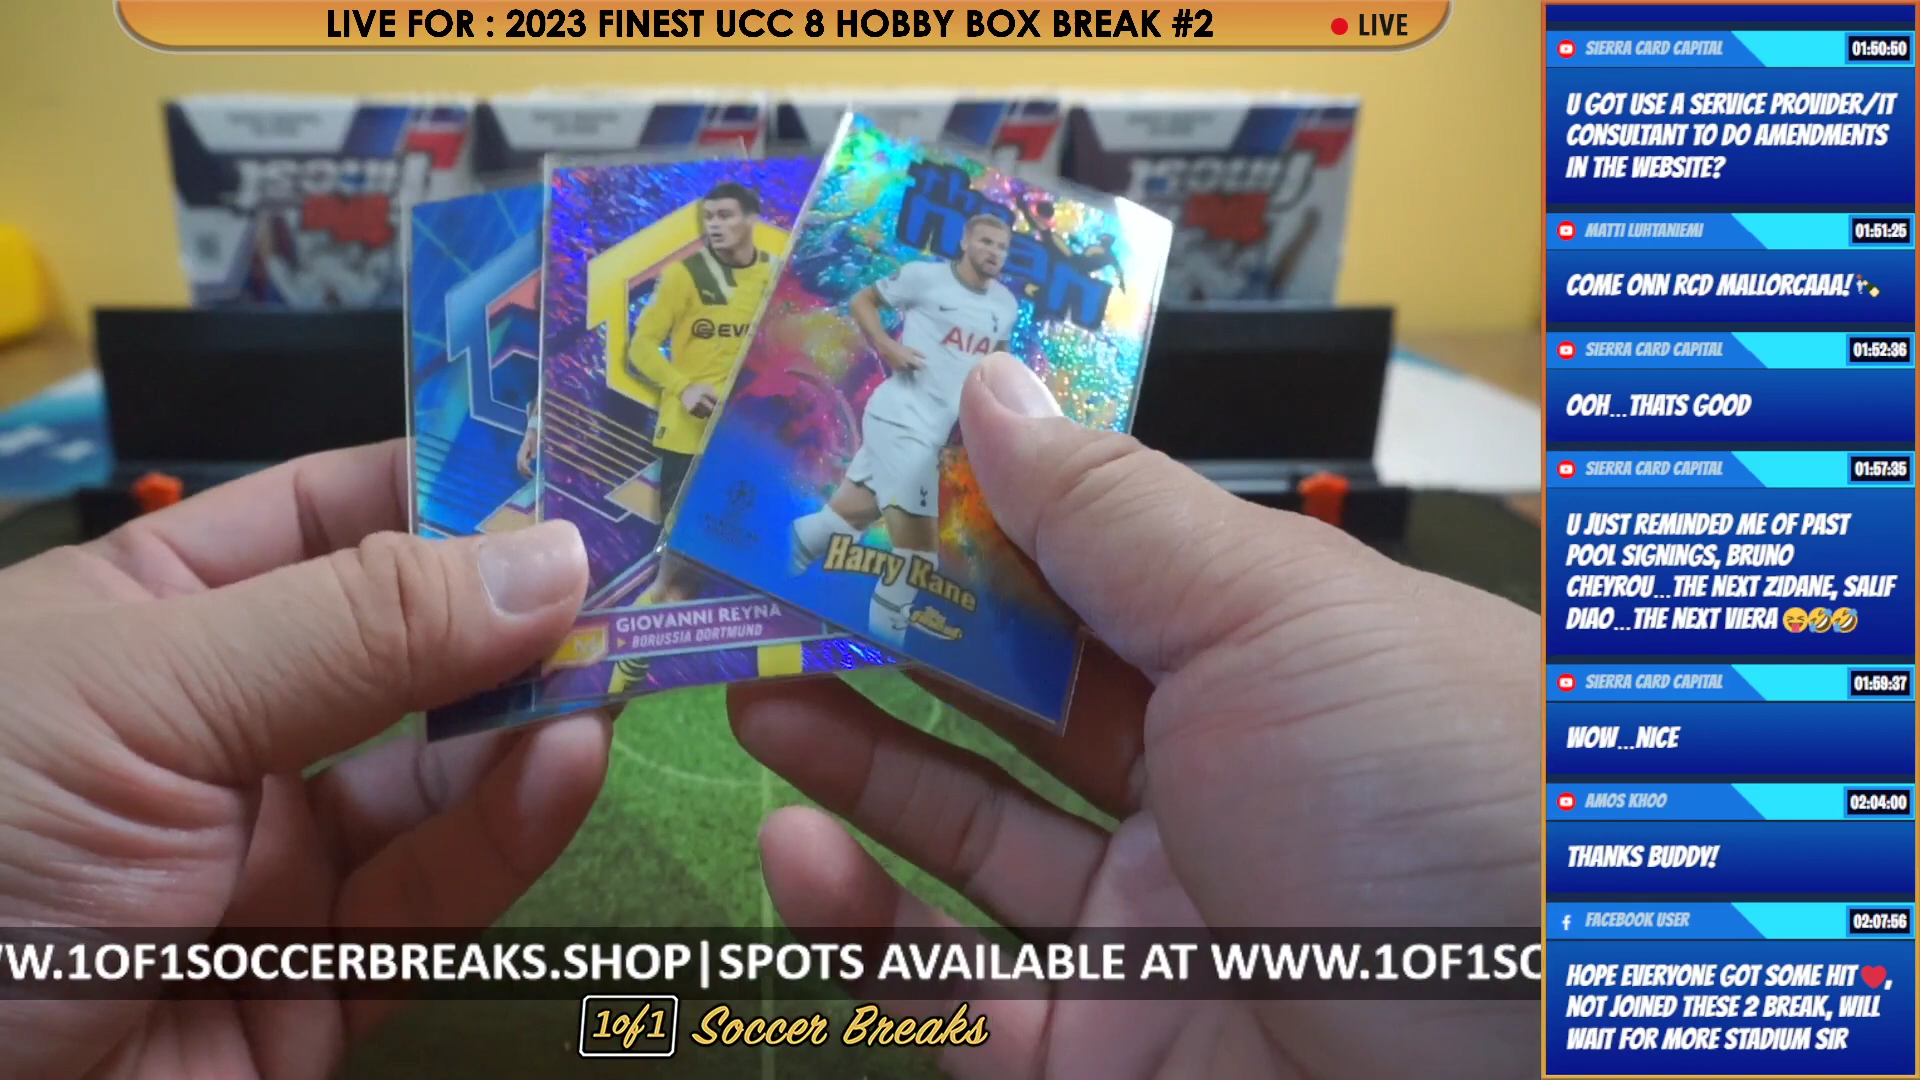 LIVE FOR : 2023 FINEST UCC 8 HOBBY BOX BREAK #2
LIVE
the
man
AIA
EV
Harry Kane
GIOVANNI REYNA
BORUSSIA DORTMUND
W.1OF1SOCCERBREAKS.SHOP|SPOTS AVAILABLE AT WWW.1OF1SO
1of1 Soccer Breaks
SIERRA CARD CAPITAL 01:50:50
U GOT USE A SERVICE PROVIDER/IT
CONSULTANT TO DO AMENDMENTS
IN THE WEBSITE?
MATTI LUHTANIEMI 01:51:25
COME ONN RCD MALLORCAAA!🍾
SIERRA CARD CAPITAL 01:52:36
OOH...THATS GOOD
SIERRA CARD CAPITAL 01:57:35
U JUST REMINDED ME OF PAST
POOL SIGNINGS, BRUNO
CHEYROU...THE NEXT ZIDANE, SALIF
DIAO...THE NEXT VIERA 😝🤣🤣
SIERRA CARD CAPITAL 01:59:37
WOW...NICE
AMOS KHOO 02:04:00
THANKS BUDDY!
FACEBOOK USER 02:07:56
HOPE EVERYONE GOT SOME HIT❤️,
NOT JOINED THESE 2 BREAK, WILL
WAIT FOR MORE STADIUM SIR